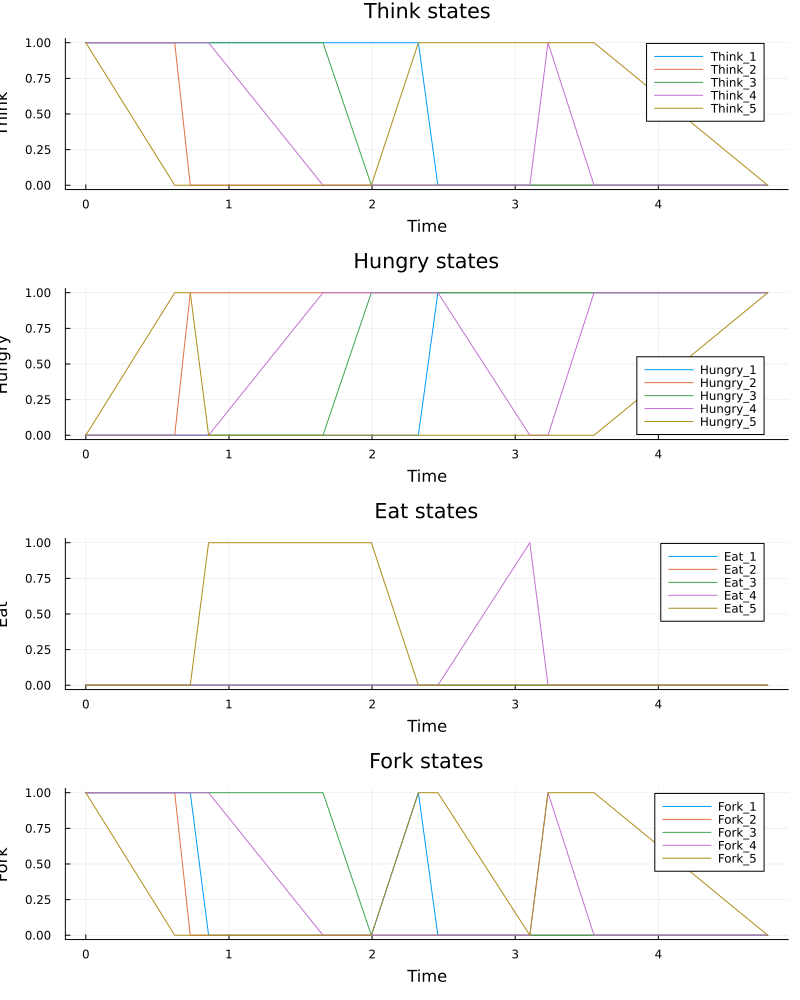 Think states
Think
1.00
0.75
0.50
0.25
0.00
0 1 2 3 4
Time
Think_1
Think_2
Think_3
Think_4
Think_5
Hungry states
Hungry
1.00
0.75
0.50
0.25
0.00
0 1 2 3 4
Time
Hungry_1
Hungry_2
Hungry_3
Hungry_4
Hungry_5
Eat states
Eat
1.00
0.75
0.50
0.25
0.00
0 1 2 3 4
Time
Eat_1
Eat_2
Eat_3
Eat_4
Eat_5
Fork states
Fork
1.00
0.75
0.50
0.25
0.00
0 1 2 3 4
Time
Fork_1
Fork_2
Fork_3
Fork_4
Fork_5